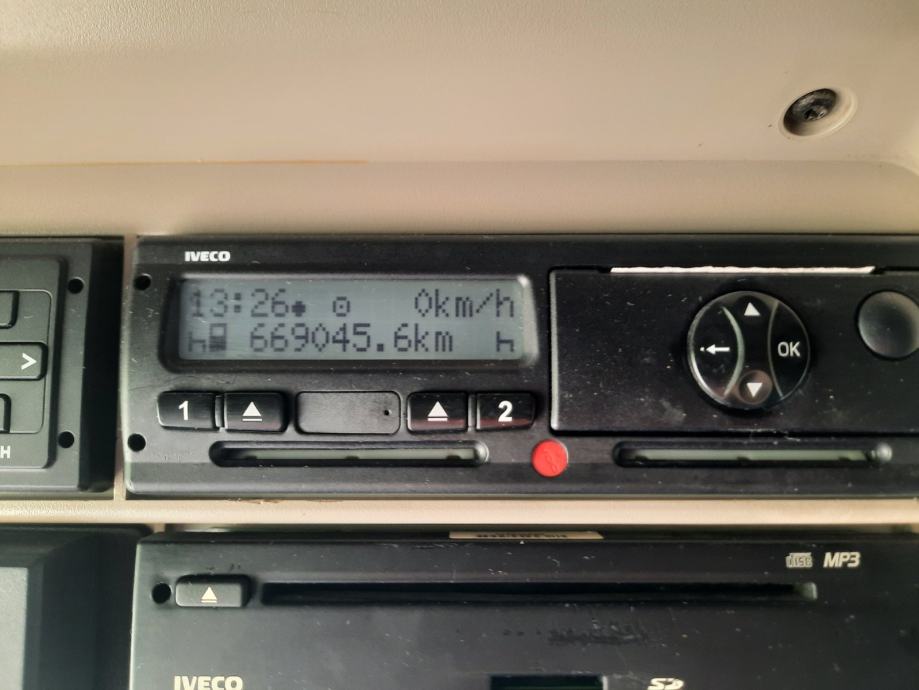 IVECO
13:26 0km/h
669045.6km
1 2
OK
H
MP3
IVECO